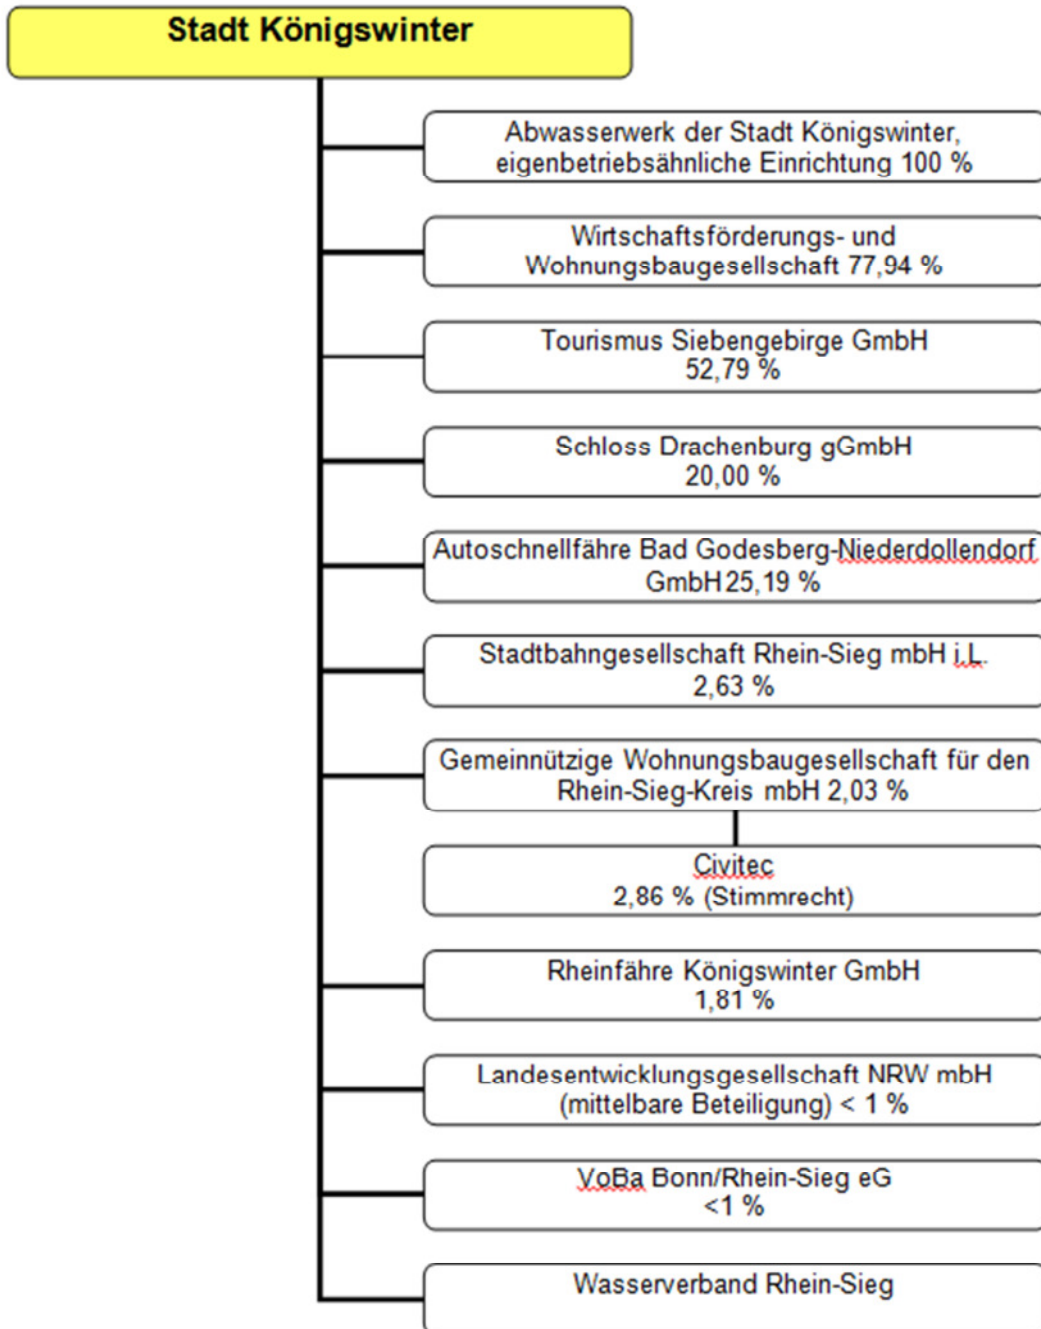 Stadt Königswinter
Abwasserwerk der Stadt Königswinter,
eigenbetriebsähnliche Einrichtung 100 %
Wirtschaftsförderungs- und
Wohnungsbaugesellschaft 77,94 %
Tourismus Siebengebirge GmbH
52,79 %
Schloss Drachenburg gGmbH
20,00 %
Autoschnellfähre Bad Godesberg-Niederdollendorf
GmbH 25,19 %
Stadtbahngesellschaft Rhein-Sieg mbH i.L.
2,63 %
Gemeinnützige Wohnungsbaugesellschaft für den
Rhein-Sieg-Kreis mbH 2,03 %
Civitec
2,86 % (Stimmrecht)
Rheinfähre Königswinter GmbH
1,81 %
Landesentwicklungsgesellschaft NRW mbH
(mittelbare Beteiligung) < 1 %
VoBa Bonn/Rhein-Sieg eG
<1 %
Wasserverband Rhein-Sieg